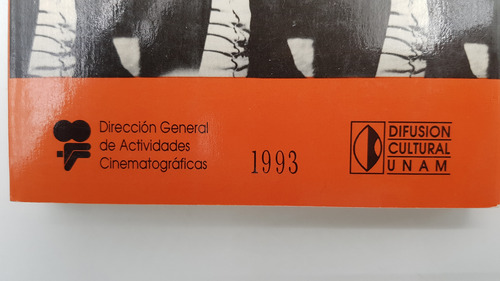 Dirección General
de Actividades
Cinematográficas
1993
DIFUSION
CULTURAL
UNAM